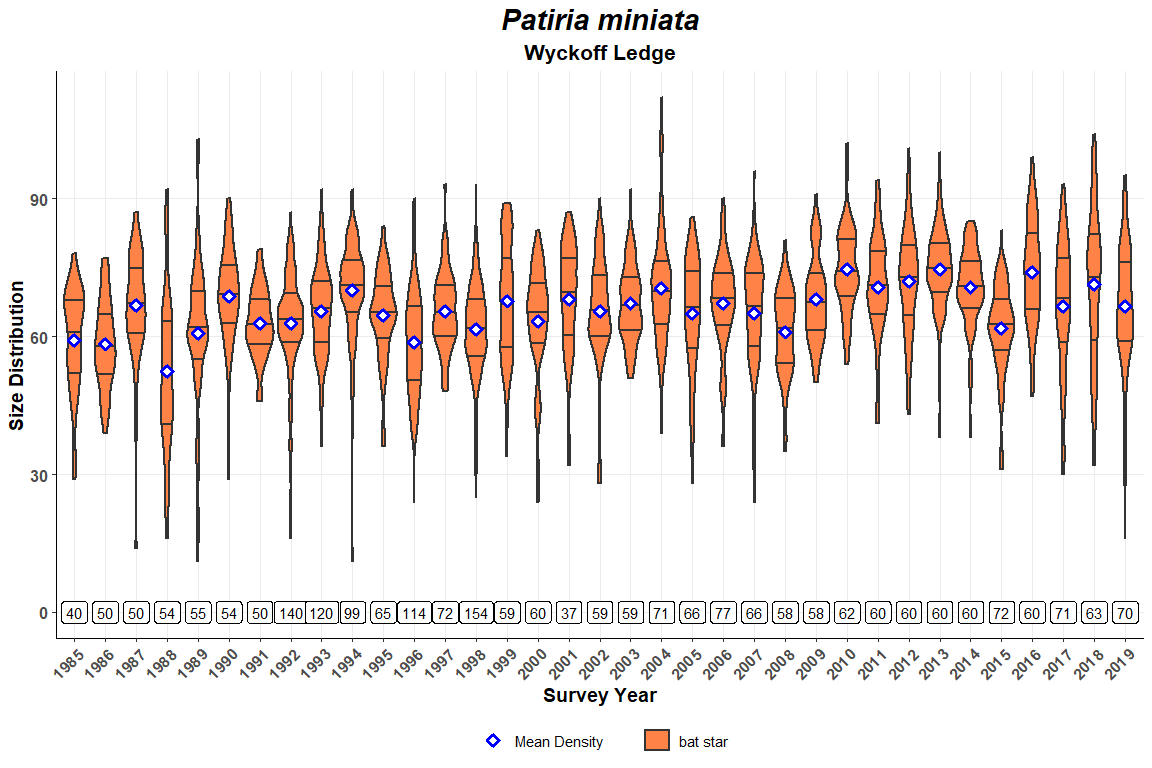 Patiria miniata
Wyckoff Ledge
Size Distribution
90
60
30
0
40 50 50 54 55 54 50 140 120 99 65 114 72 154 59 60 37 59 59 71 66 77 66 58 58 62 60 60 60 60 72 60 71 63 70
1985 1986 1987 1988 1989 1990 1991 1992 1993 1994 1995 1996 1997 1998 1999 2000 2001 2002 2003 2004 2005 2006 2007 2008 2009 2010 2011 2012 2013 2014 2015 2016 2017 2018 2019
Survey Year
Mean Density bat star